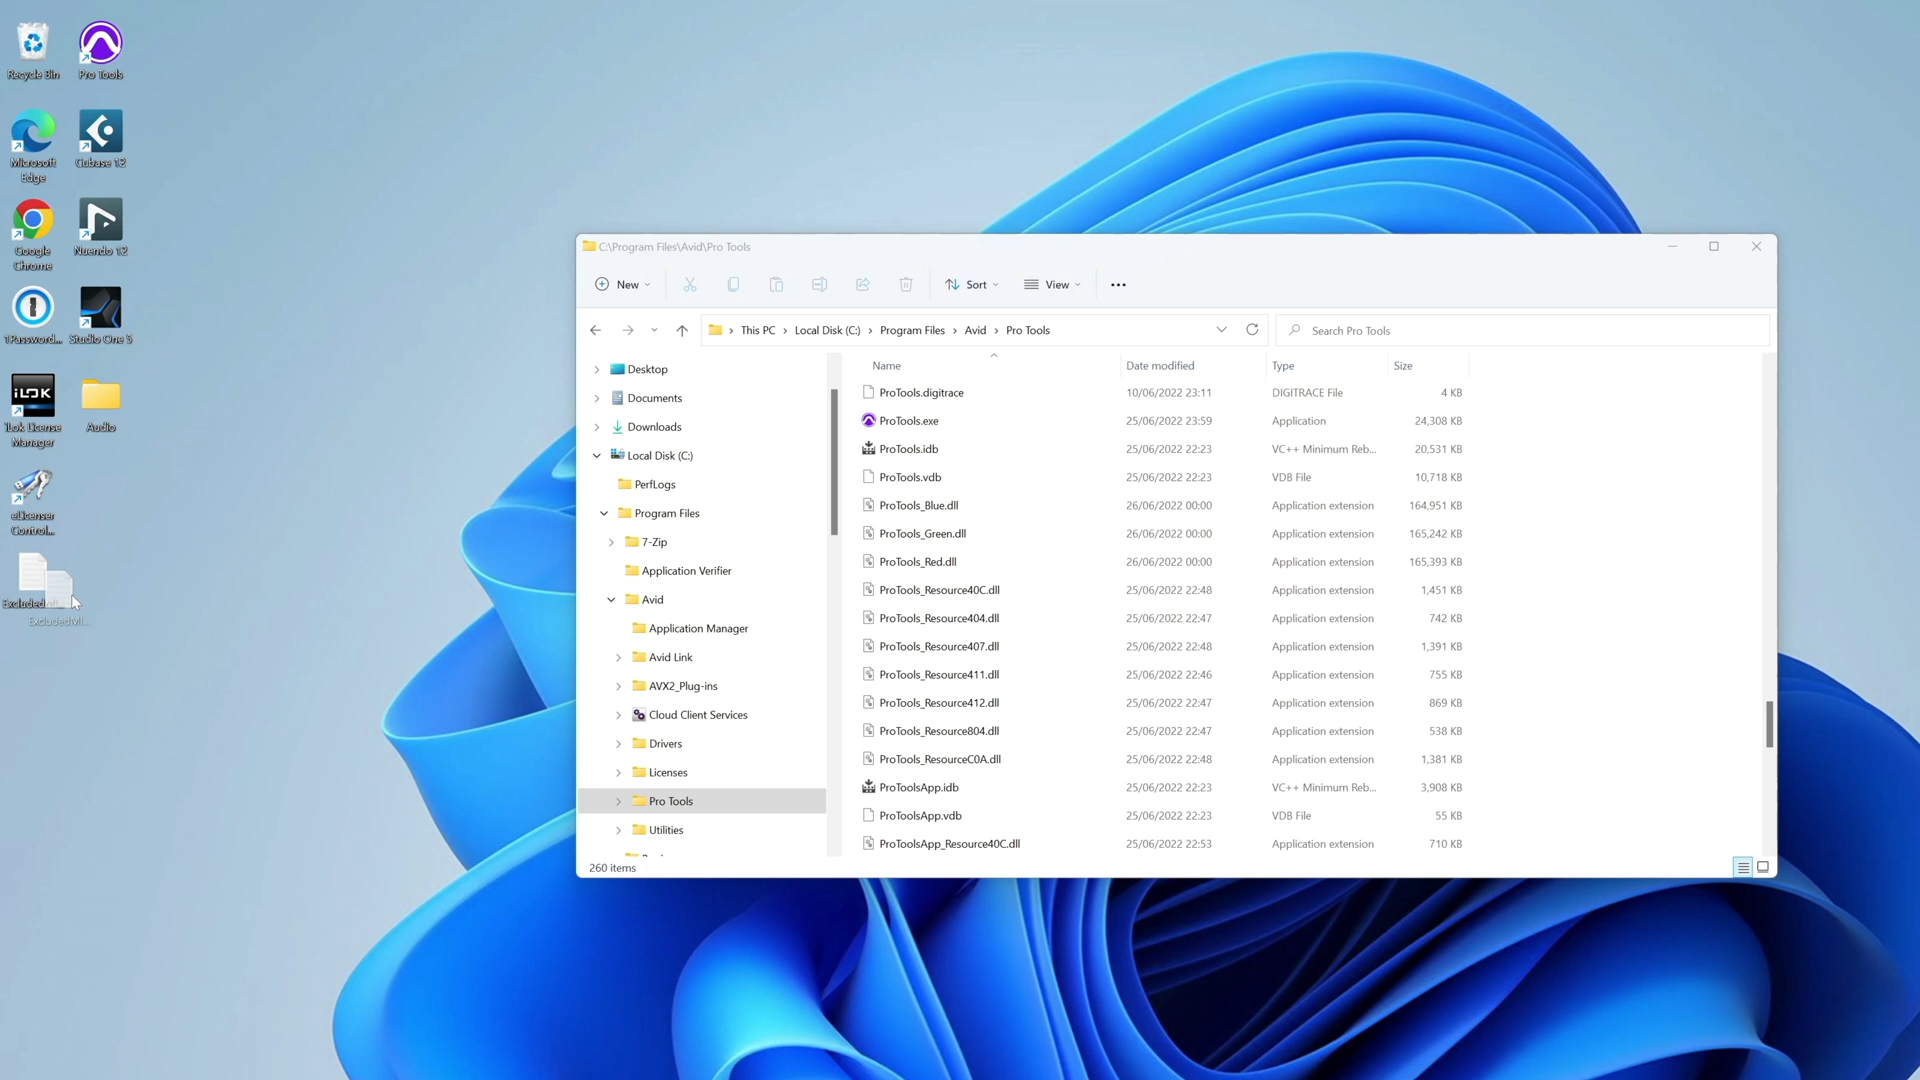 Recycle Bin
Pro Tools
Microsoft
Edge
Cubase 12
Google
Chrome
Nuendo 12
1Password...
Studio One 5
iLOK
iLok License
Manager
Audio
eLicenser
Control...
ExcludedMi...
C:\Program Files\Avid\Pro Tools
New
Sort
View
This PC > Local Disk (C:) > Program Files > Avid > Pro Tools
Search Pro Tools
Desktop
Documents
Downloads
Local Disk (C:)
PerfLogs
Program Files
7-Zip
Application Verifier
Avid
Application Manager
Avid Link
AVX2_Plug-ins
Cloud Client Services
Drivers
Licenses
Pro Tools
Utilities
Name Date modified Type Size
ProTools.digitrace 10/06/2022 23:11 DIGITRACE File 4 KB
ProTools.exe 25/06/2022 23:59 Application 24,308 KB
ProTools.idb 25/06/2022 22:23 VC++ Minimum Reb... 20,531 KB
ProTools.vdb 25/06/2022 22:23 VDB File 10,718 KB
ProTools_Blue.dll 26/06/2022 00:00 Application extension 164,951 KB
ProTools_Green.dll 26/06/2022 00:00 Application extension 165,242 KB
ProTools_Red.dll 26/06/2022 00:00 Application extension 165,393 KB
ProTools_Resource40C.dll 25/06/2022 22:48 Application extension 1,451 KB
ProTools_Resource404.dll 25/06/2022 22:47 Application extension 742 KB
ProTools_Resource407.dll 25/06/2022 22:48 Application extension 1,391 KB
ProTools_Resource411.dll 25/06/2022 22:46 Application extension 755 KB
ProTools_Resource412.dll 25/06/2022 22:47 Application extension 869 KB
ProTools_Resource804.dll 25/06/2022 22:47 Application extension 538 KB
ProTools_ResourceC0A.dll 25/06/2022 22:48 Application extension 1,381 KB
ProToolsApp.idb 25/06/2022 22:23 VC++ Minimum Reb... 3,908 KB
ProToolsApp.vdb 25/06/2022 22:23 VDB File 55 KB
ProToolsApp_Resource40C.dll 25/06/2022 22:53 Application extension 710 KB
260 items